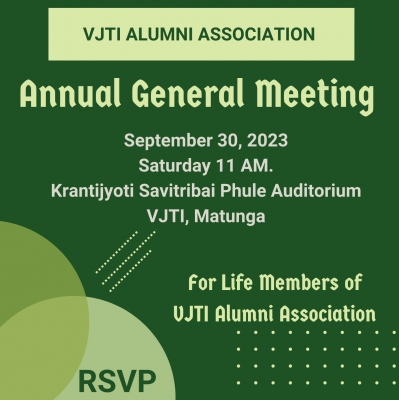 VJTI ALUMNI ASSOCIATION
Annual General Meeting
September 30, 2023
Saturday 11 AM.
Krantijyoti Savitribai Phule Auditorium
VJTI, Matunga
For Life Members of
VJTI Alumni Association
RSVP